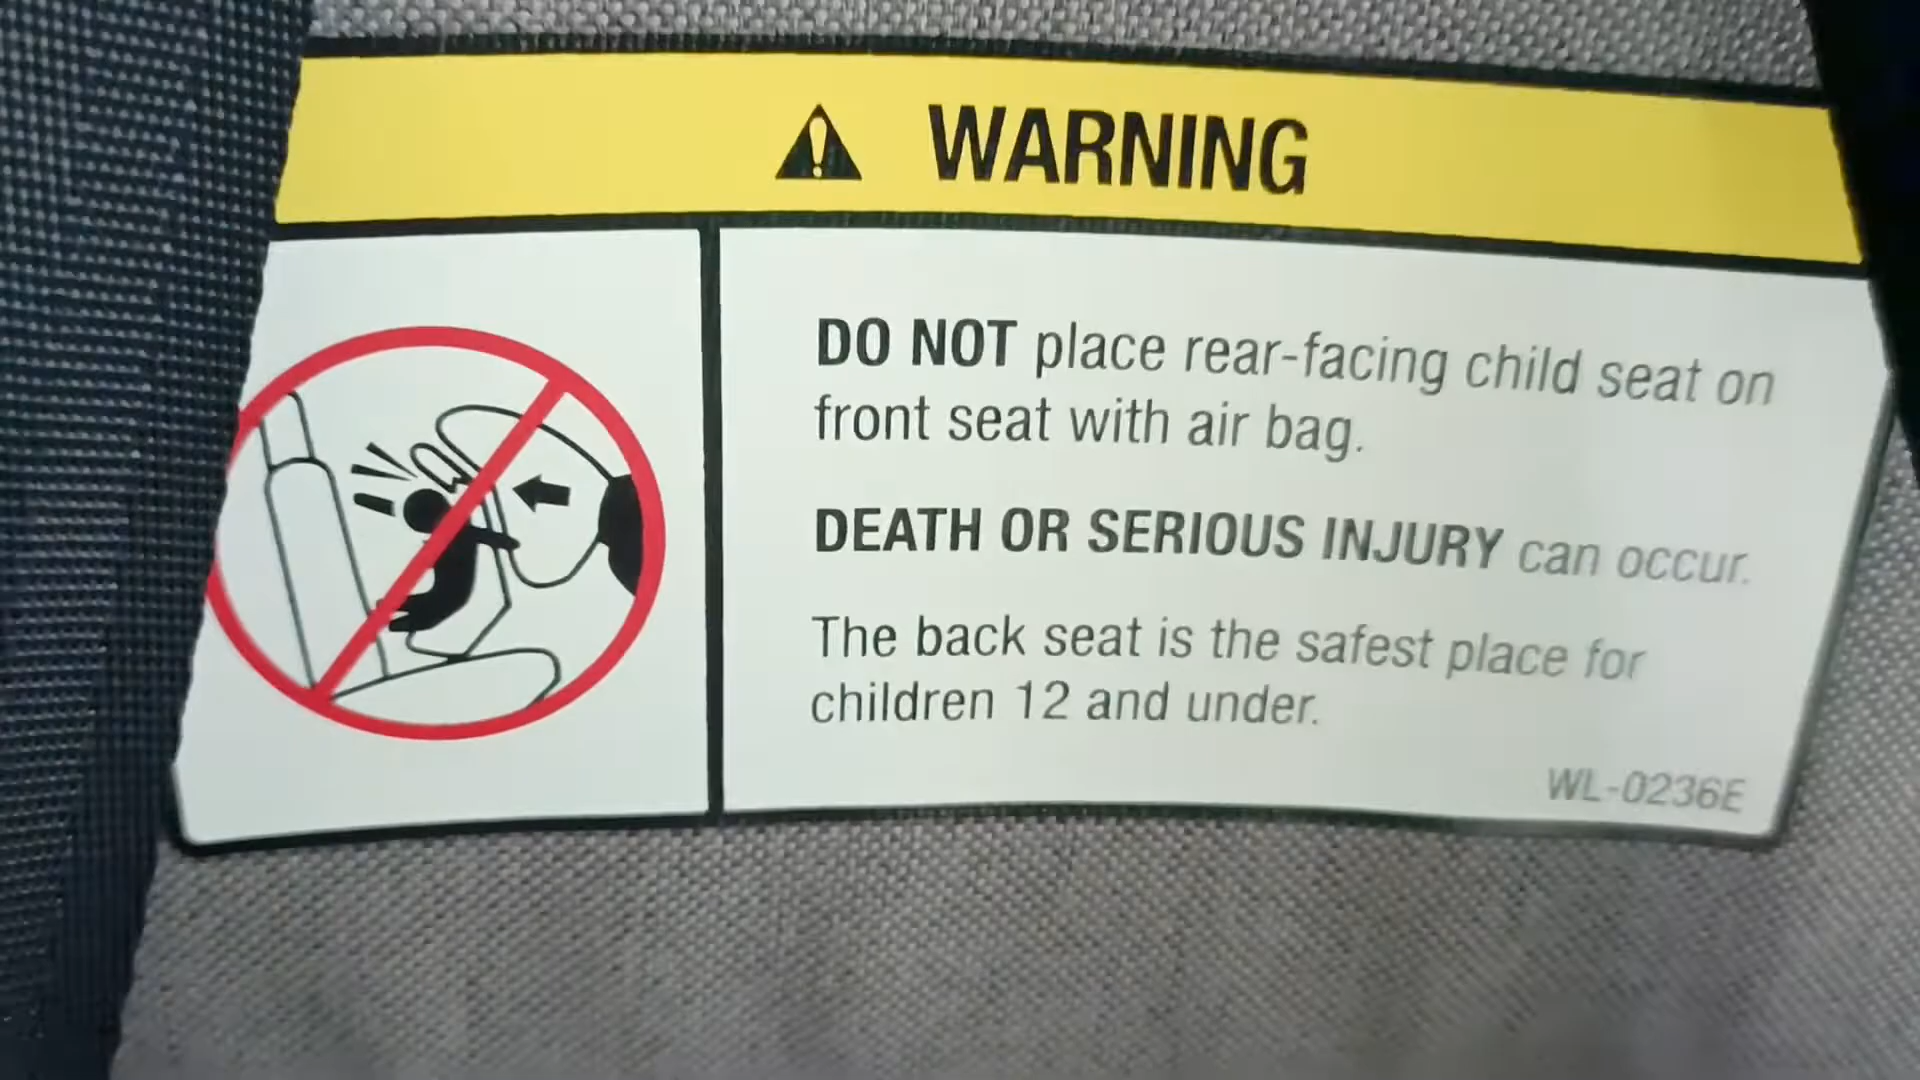 WARNING
DO NOT place rear-facing child seat on
front seat with air bag.
DEATH OR SERIOUS INJURY can occur.
The back seat is the safest place for
children 12 and under.
WL-0236E